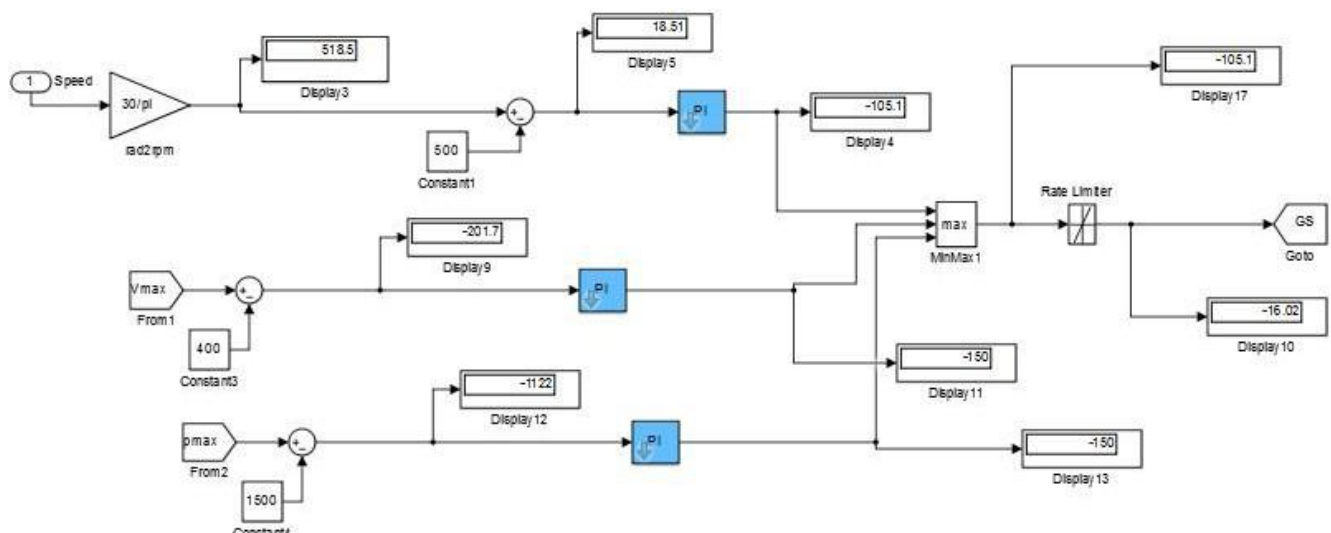 1
Speed
30/pi
rad2rpm
518.5
Display3
500
Constant1
18.51
Display5
PI
-105.1
Display4
-105.1
Display17
max
MinMax1
Rate Limiter
GS
Goto
-16.02
Display10
Vmax
From1
400
Constant3
-201.7
Display9
PI
-150
Display11
pmax
From2
1500
Constant4
-1122
Display12
PI
-150
Display13